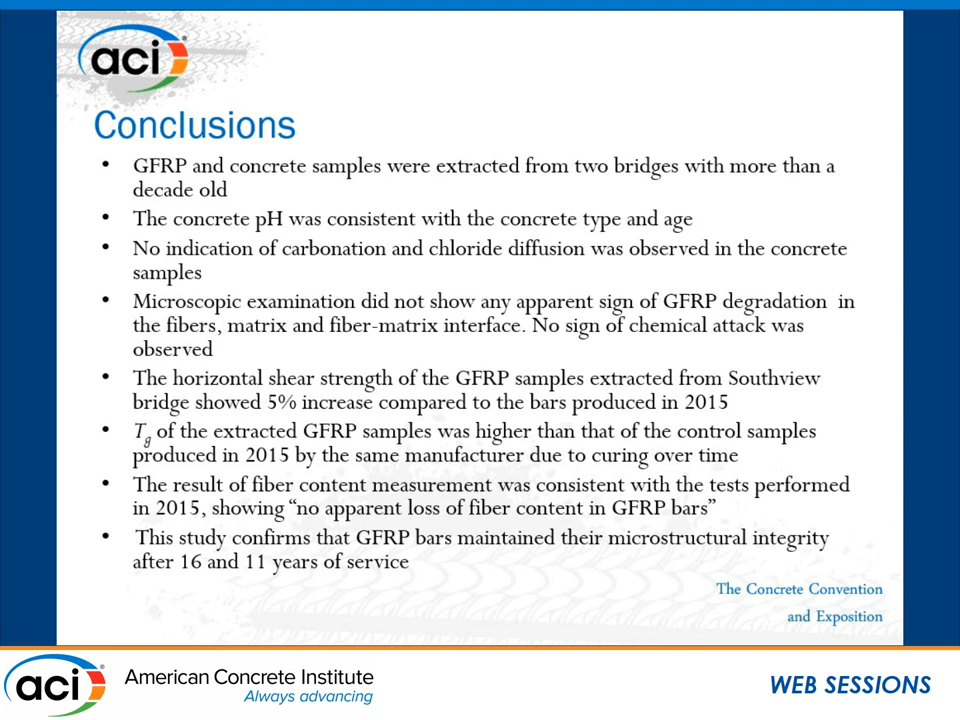 aci
Conclusions
• GFRP and concrete samples were extracted from two bridges with more than a
decade old
• The concrete pH was consistent with the concrete type and age
• No indication of carbonation and chloride diffusion was observed in the concrete
samples
• Microscopic examination did not show any apparent sign of GFRP degradation in
the fibers, matrix and fiber-matrix interface. No sign of chemical attack was
observed
• The horizontal shear strength of the GFRP samples extracted from Southview
bridge showed 5% increase compared to the bars produced in 2015
• Tg of the extracted GFRP samples was higher than that of the control samples
produced in 2015 by the same manufacturer due to curing over time
• The result of fiber content measurement was consistent with the tests performed
in 2015, showing “no apparent loss of fiber content in GFRP bars”
• This study confirms that GFRP bars maintained their microstructural integrity
after 16 and 11 years of service
The Concrete Convention
and Exposition
aci
American Concrete Institute
Always advancing
WEB SESSIONS